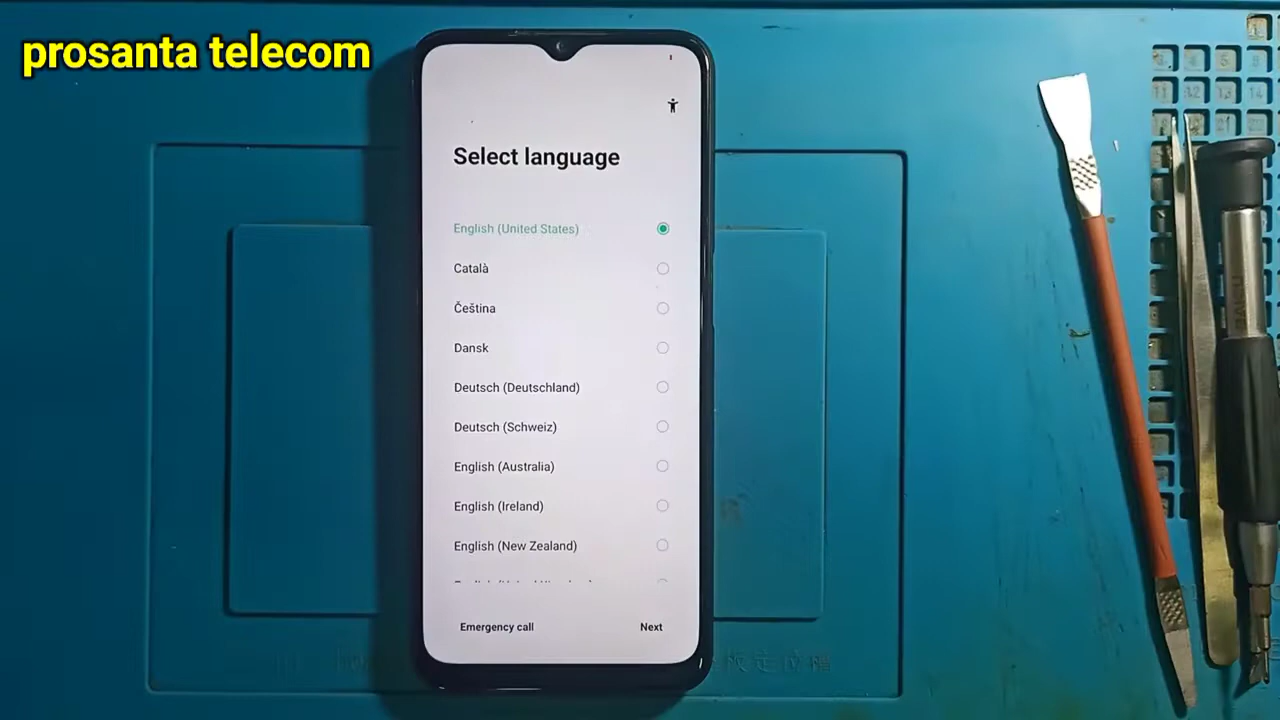 prosanta telecom
Select language
English (United States)
Català
Čeština
Dansk
Deutsch (Deutschland)
Deutsch (Schweiz)
English (Australia)
English (Ireland)
English (New Zealand)
Emergency call
Next